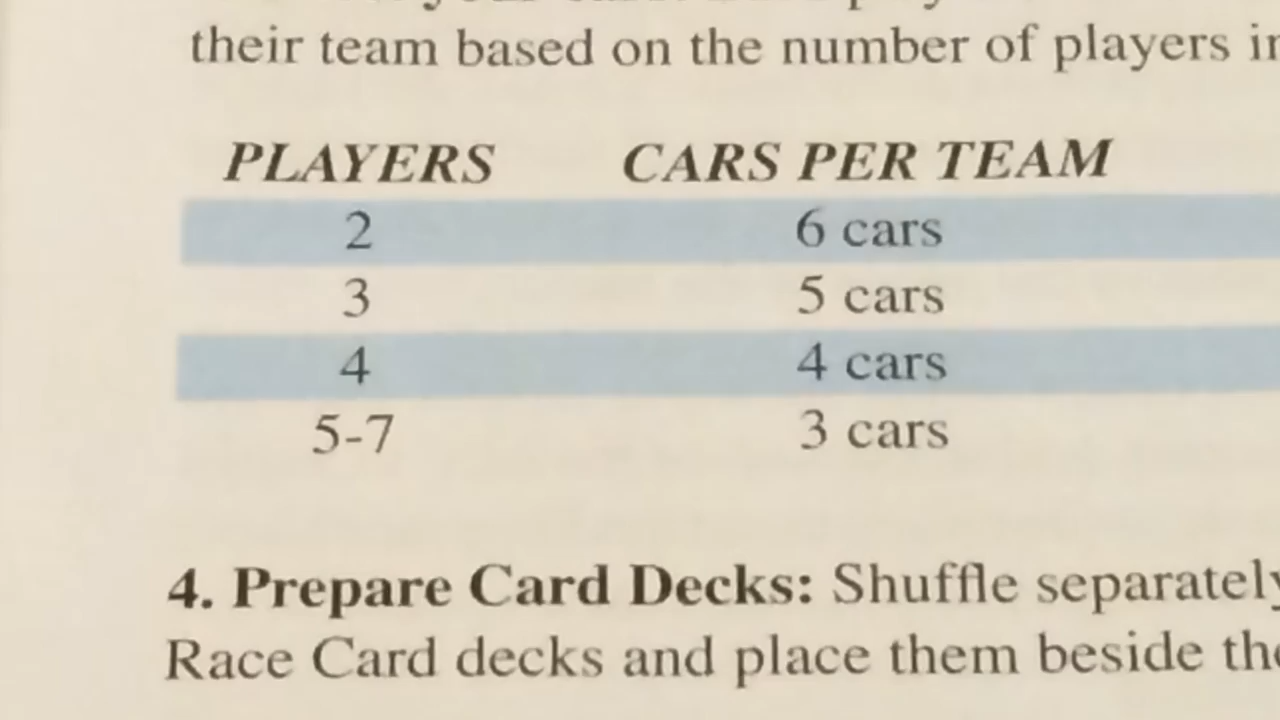 their team based on the number of players in
PLAYERS CARS PER TEAM
2 6 cars
3 5 cars
4 4 cars
5-7 3 cars
4. Prepare Card Decks: Shuffle separately
Race Card decks and place them beside the